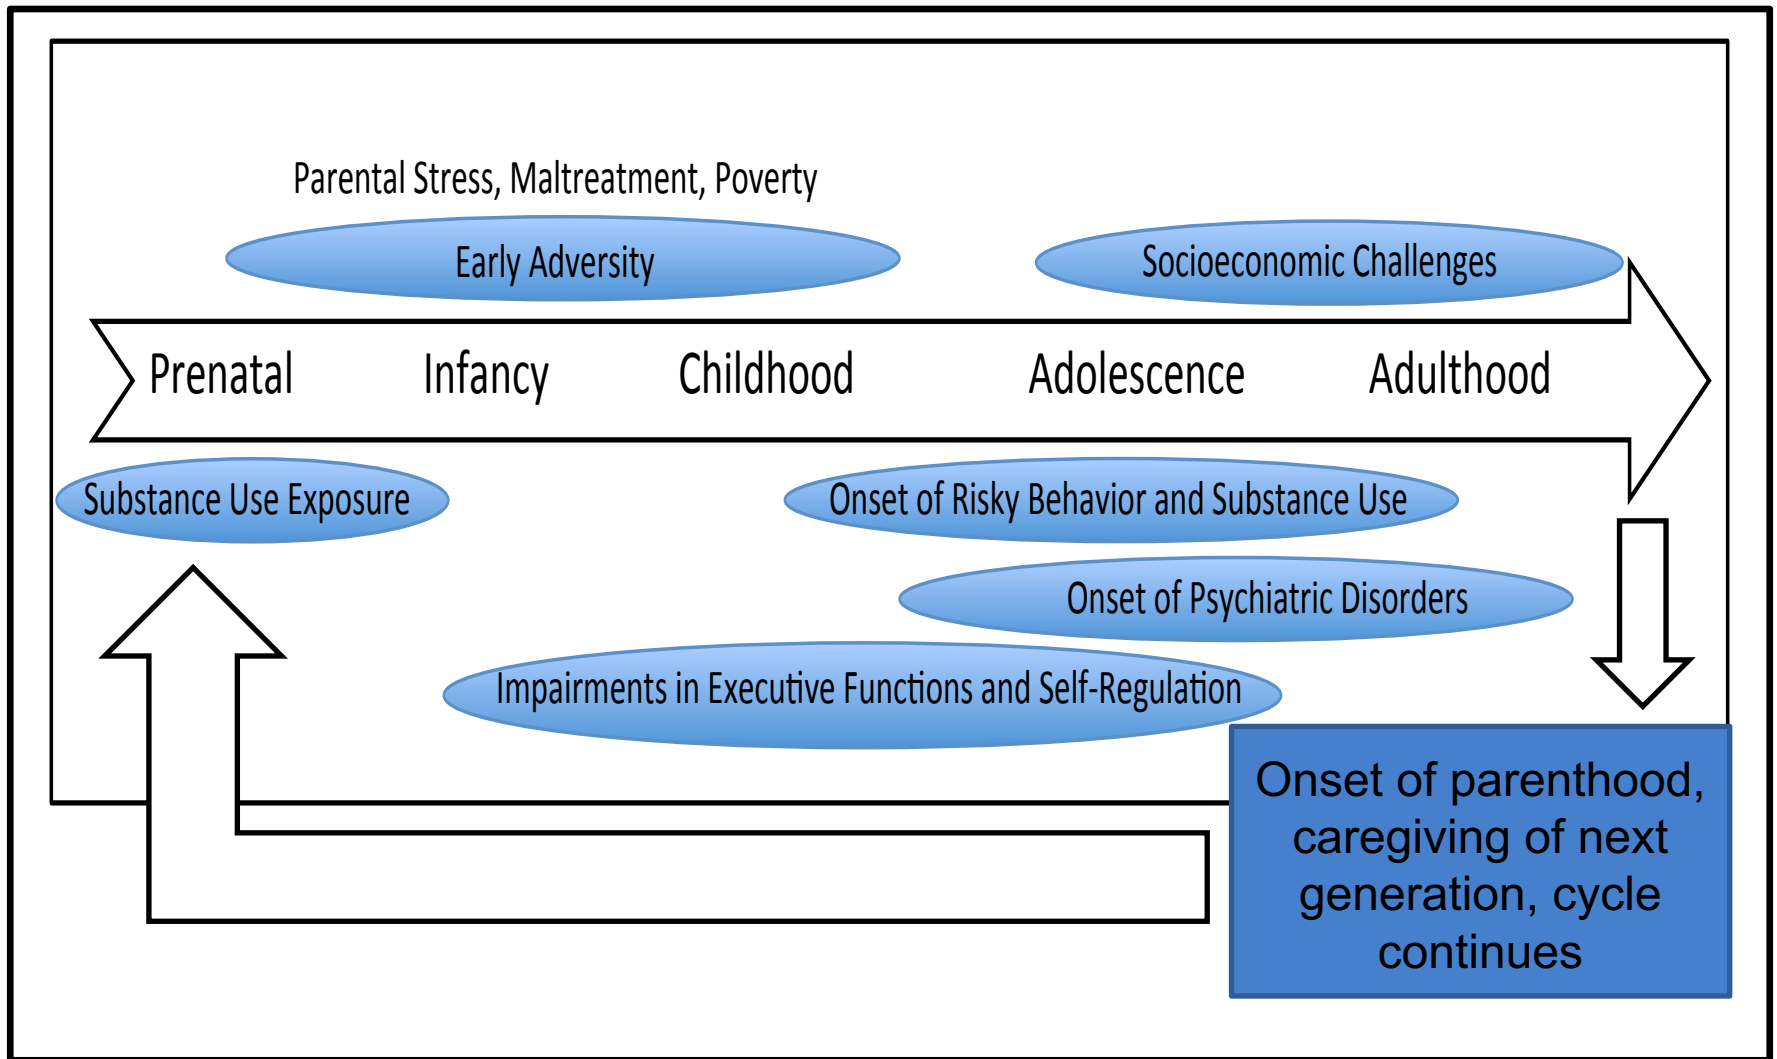 Parental Stress, Maltreatment, Poverty
Early Adversity
Socioeconomic Challenges
Prenatal
Infancy
Childhood
Adolescence
Adulthood
Substance Use Exposure
Onset of Risky Behavior and Substance Use
Onset of Psychiatric Disorders
Impairments in Executive Functions and Self-Regulation
Onset of parenthood,
caregiving of next
generation, cycle
continues